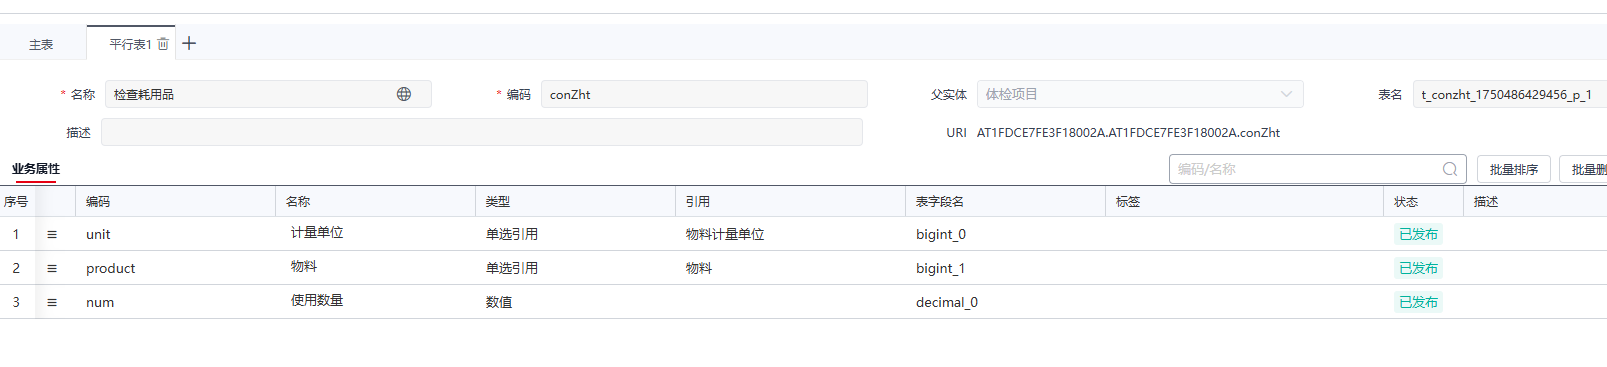 主表 平行表1
* 名称 检查耗用品 * 编码 conZht 父实体 体检项目 表名 t_conzht_1750486429456_p_1
描述 URI AT1FDCE7FE3F18002A.AT1FDCE7FE3F18002A.conZht
业务属性 编码/名称 批量排序 批量删
序号 编码 名称 类型 引用 表字段名 标签 状态 描述
1 unit 计量单位 单选引用 物料计量单位 bigint_0 已发布
2 product 物料 单选引用 物料 bigint_1 已发布
3 num 使用数量 数值 decimal_0 已发布